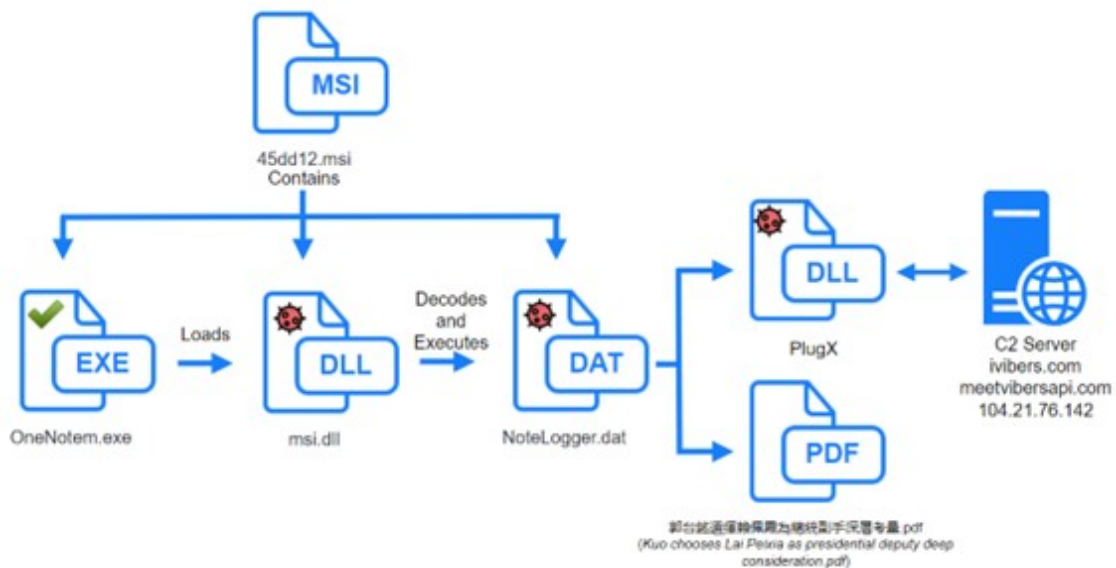 MSI
45dd12.msi
Contains
EXE
OneNotem.exe
Loads
DLL
msi.dll
Decodes
and
Executes
DAT
NoteLogger.dat
DLL
PlugX
C2 Server
ivibers.com
meetvibersapi.com
104.21.76.142
PDF
郭台銘選擇賴佩霞為總統副手深層考量.pdf
(Kuo chooses Lai Peixia as presidential deputy deep
consideration.pdf)